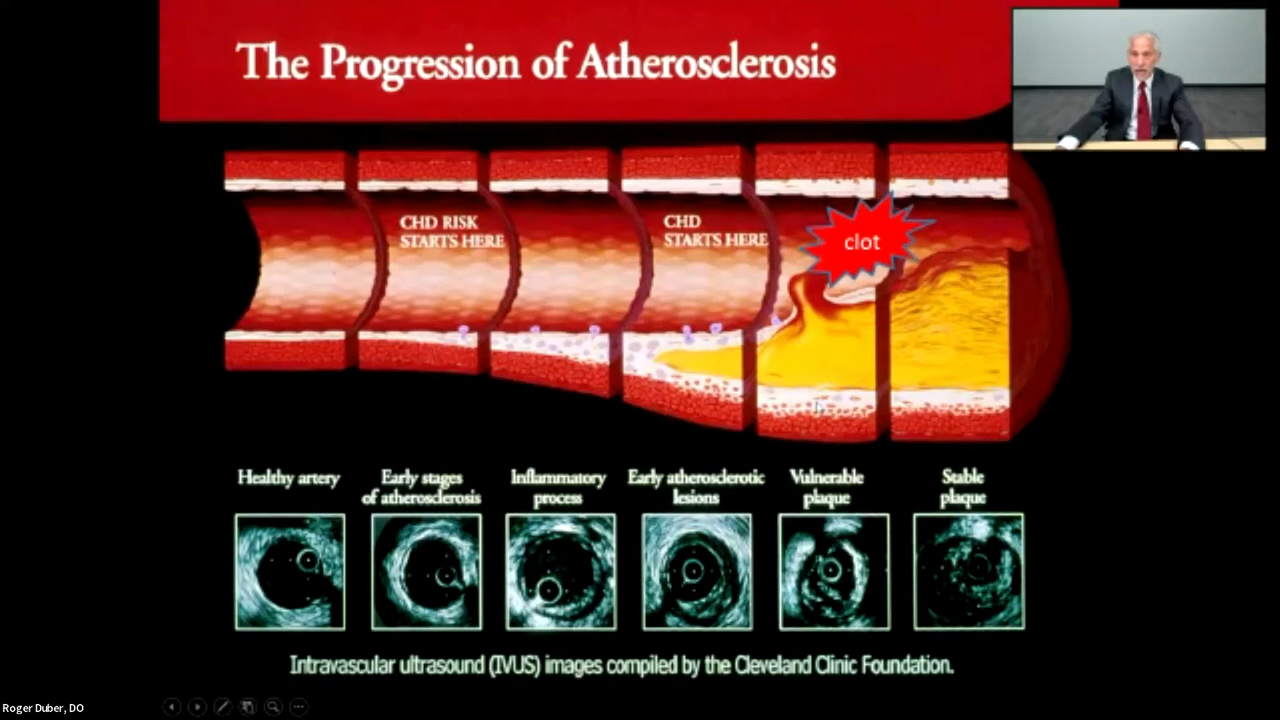 The Progression of Atherosclerosis
CHD RISK
STARTS HERE
CHD
STARTS HERE
clot
Healthy artery
Early stages
of atherosclerosis
Inflammatory
process
Early atherosclerotic
lesions
Vulnerable
plaque
Stable
plaque
Intravascular ultrasound (IVUS) images compiled by the Cleveland Clinic Foundation.
Roger Duber, DO